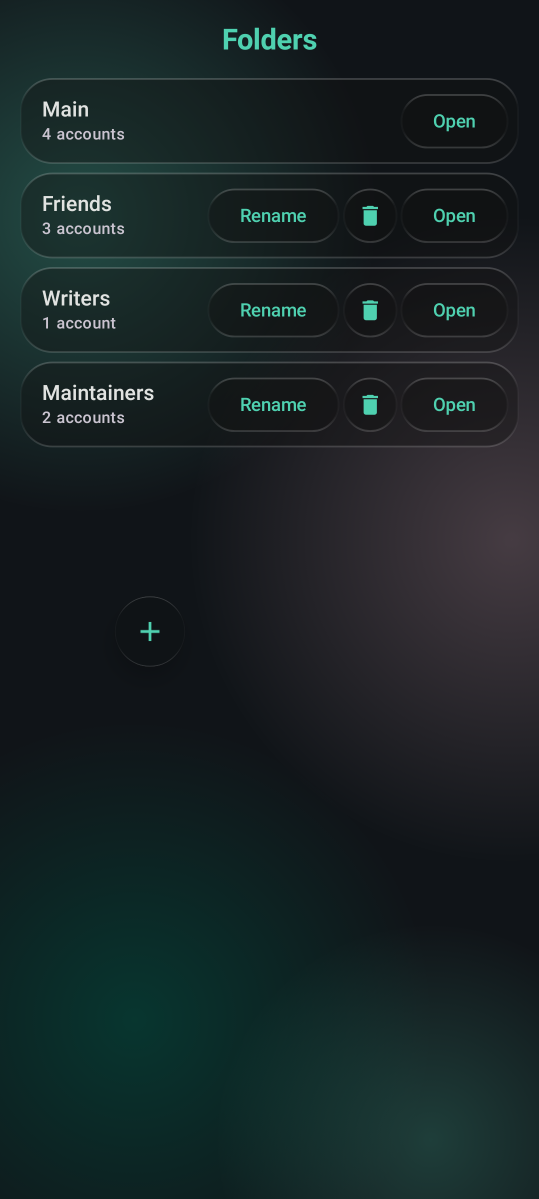 Folders
Main
4 accounts
Open
Friends
3 accounts
Rename
Open
Writers
1 account
Rename
Open
Maintainers
2 accounts
Rename
Open